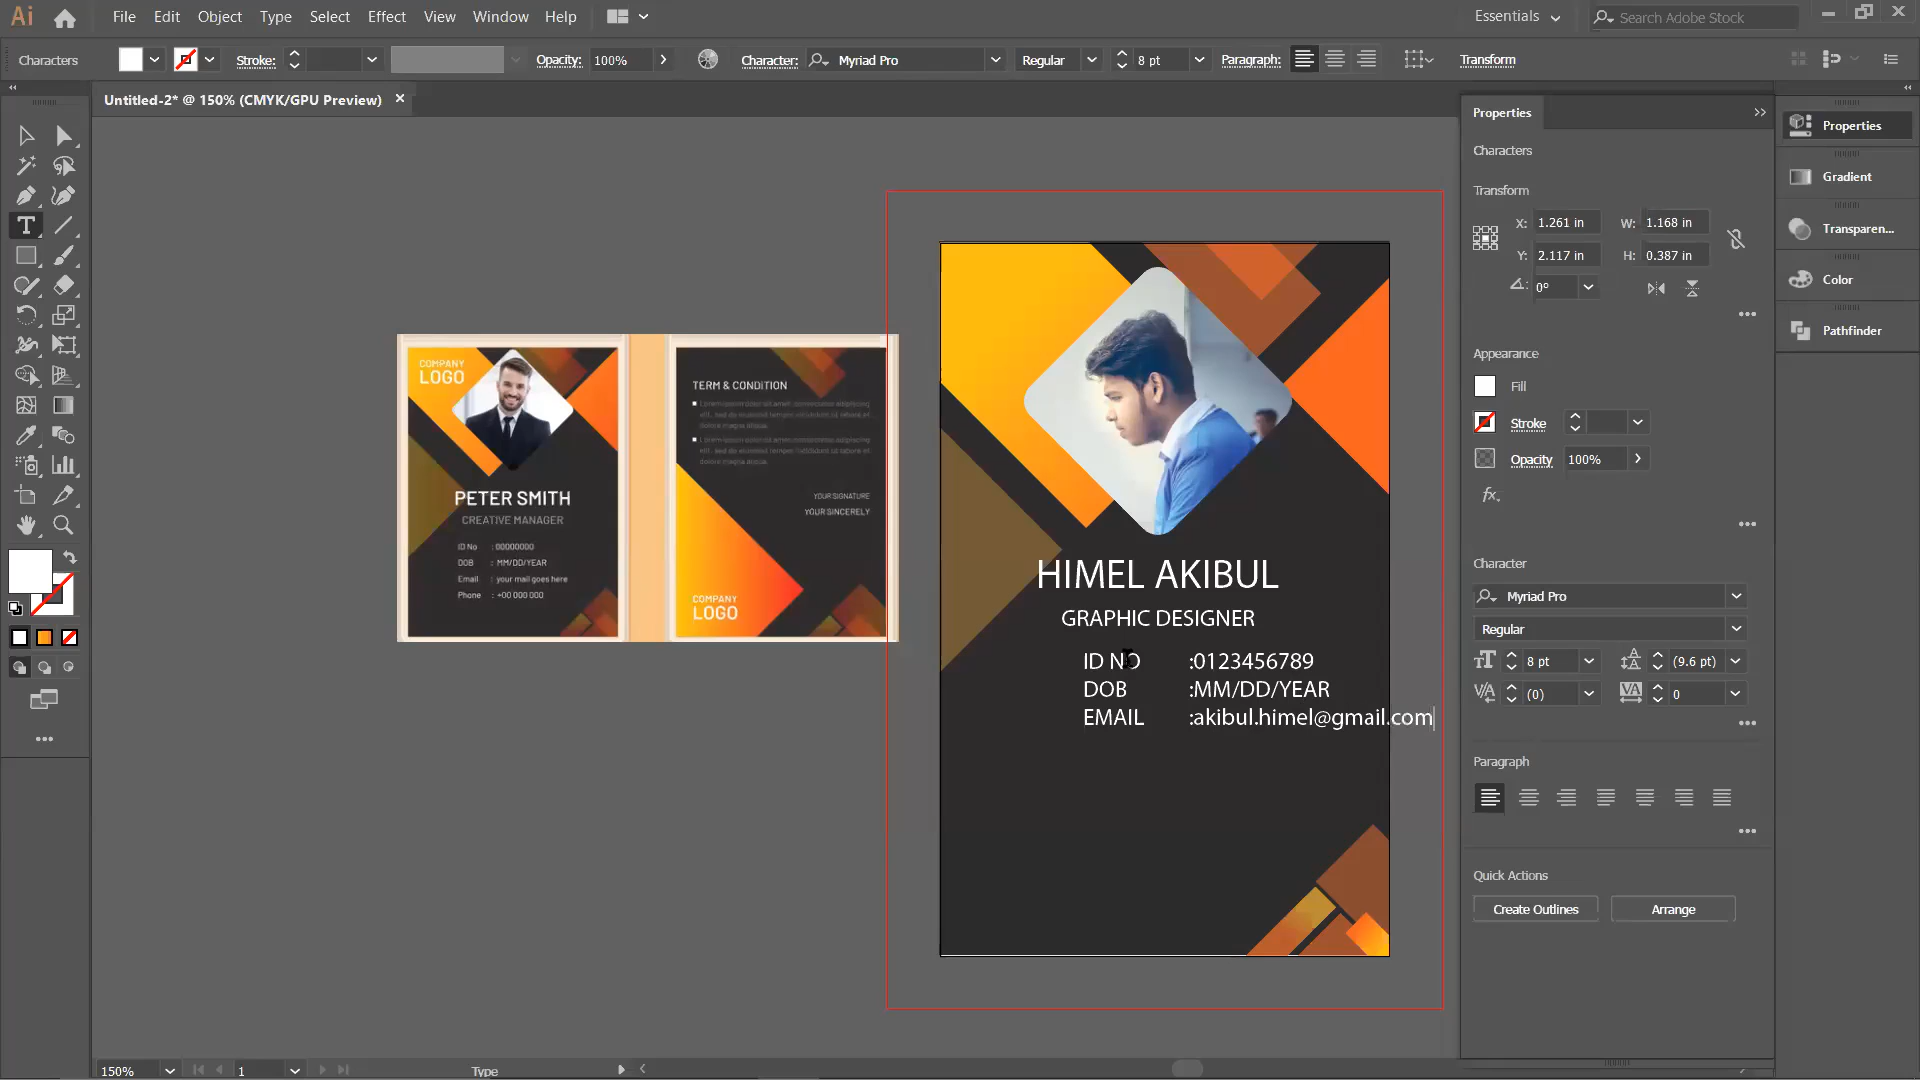 Ai File Edit Object Type Select Effect View Window Help Essentials Search Adobe Stock
Characters Stroke: Opacity: 100% Character: Myriad Pro Regular 8 pt Paragraph: Transform
Untitled-2* @ 150% (CMYK/GPU Preview)
COMPANY
LOGO
PETER SMITH
CREATIVE MANAGER
ID No : 00000000
DOB : MM/DD/YEAR
Email : your mail goes here
Phone : +00 000 000
TERM & CONDITION
YOUR SIGNATURE
YOUR SINCERELY
COMPANY
LOGO
HIMEL AKIBUL
GRAPHIC DESIGNER
ID NO :0123456789
DOB :MM/DD/YEAR
EMAIL :akibul.himel@gmail.com
Properties
Characters
Transform
X: 1.261 in W: 1.168 in
Y: 2.117 in H: 0.387 in
0°
Appearance
Fill
Stroke
Opacity 100%
fx.
Character
Myriad Pro
Regular
8 pt (9.6 pt)
(0) 0
Paragraph
Quick Actions
Create Outlines Arrange
Properties
Gradient
Transparen...
Color
Pathfinder
150% 1 Type